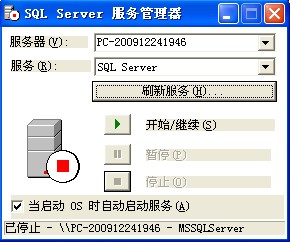 SQL Server 服务管理器
服务器(V): PC-200912241946
服务(R): SQL Server
刷新服务(H)...
开始/继续(S)
暂停(P)
停止(O)
当启动 OS 时自动启动服务(A)
已停止 - \\PC-200912241946 - MSSQLServer